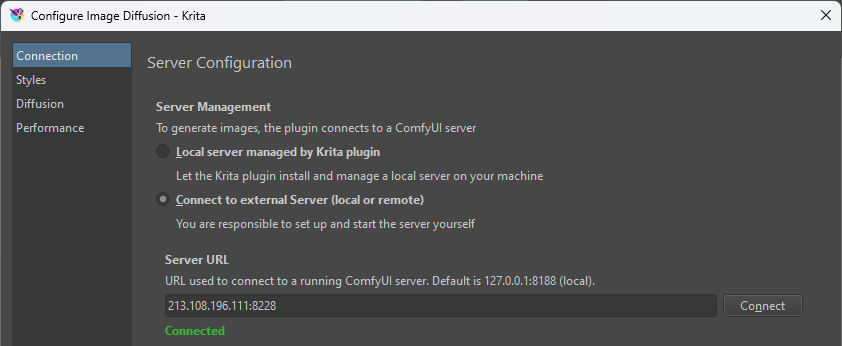 Configure Image Diffusion - Krita
Connection
Styles
Diffusion
Performance
Server Configuration
Server Management
To generate images, the plugin connects to a ComfyUI server
Local server managed by Krita plugin
Let the Krita plugin install and manage a local server on your machine
Connect to external Server (local or remote)
You are responsible to set up and start the server yourself
Server URL
URL used to connect to a running ComfyUI server. Default is 127.0.0.1:8188 (local).
213.108.196.111:8228
Connect
Connected